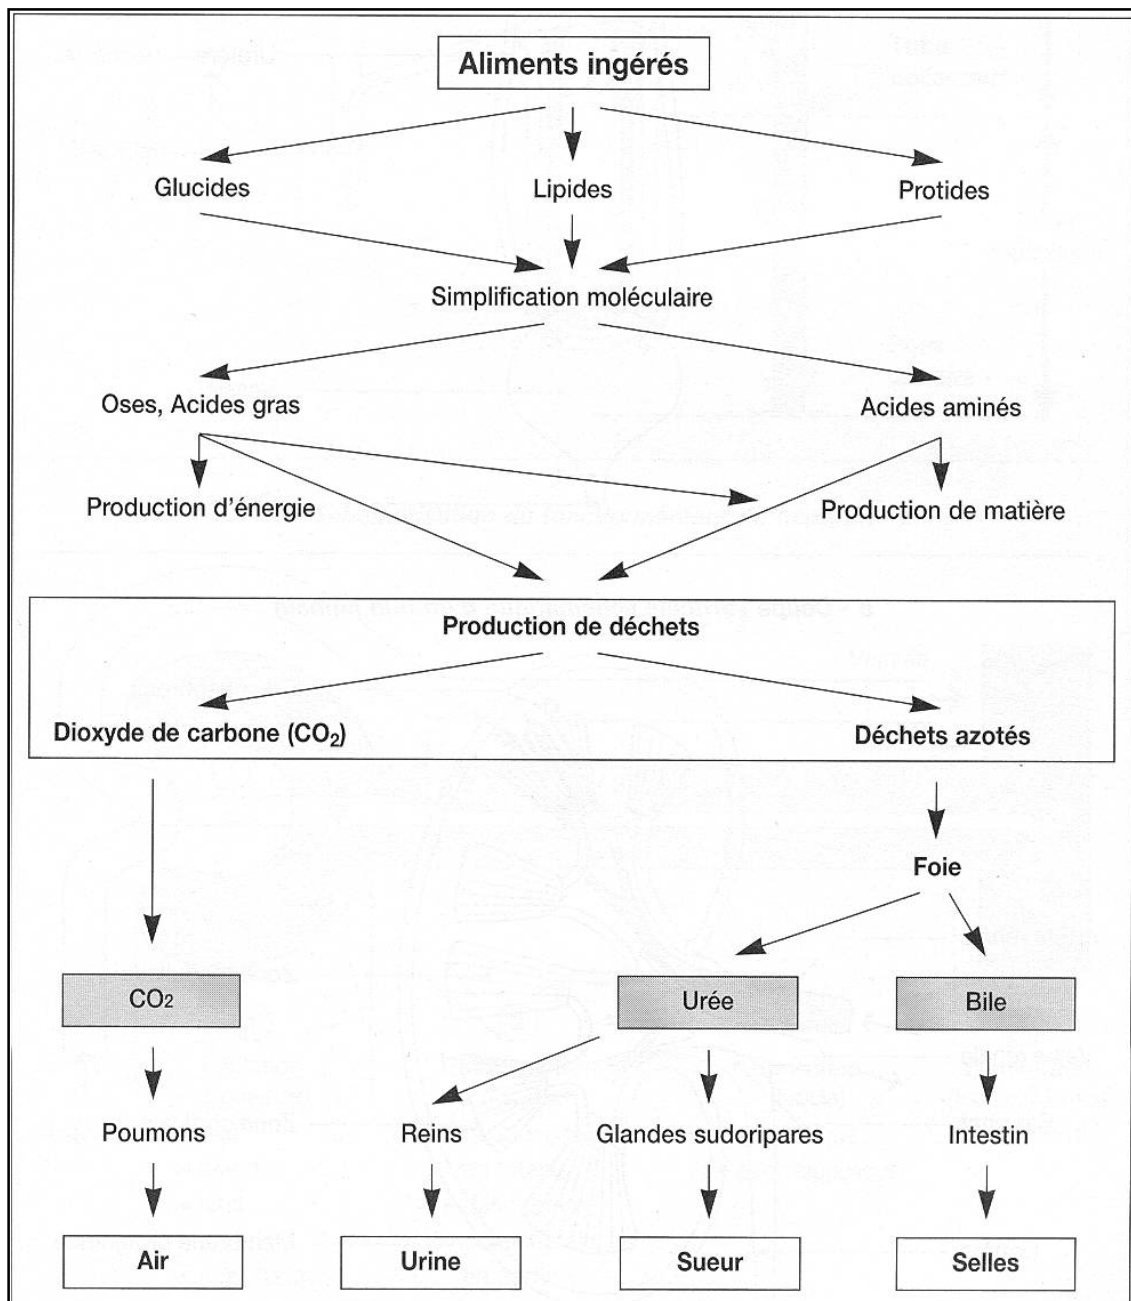 Aliments ingérés
Glucides
Lipides
Protides
Simplification moléculaire
Oses, Acides gras
Acides aminés
Production d'énergie
Production de matière
Production de déchets
Dioxyde de carbone (CO₂)
Déchets azotés
Foie
CO₂
Urée
Bile
Poumons
Reins
Glandes sudoripares
Intestin
Air
Urine
Sueur
Selles